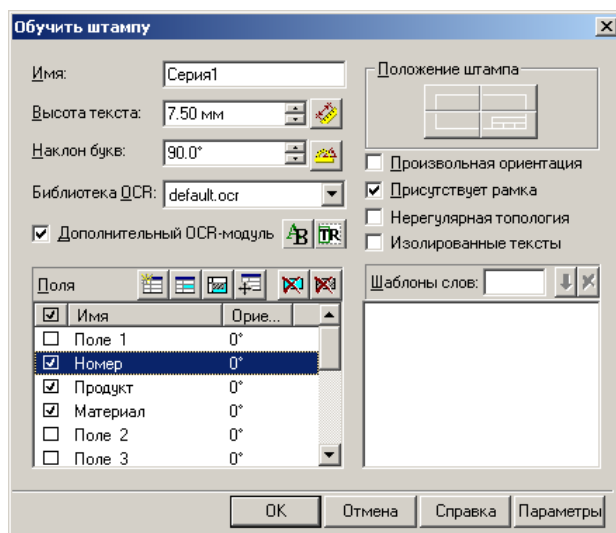 Обучить штампу
Имя: Серия1
Высота текста: 7.50 мм
Наклон букв: 90.0°
Библиотека OCR: default.ocr
Дополнительный OCR-модуль AB TR
Положение штампа
Произвольная ориентация
Присутствует рамка
Нерегулярная топология
Изолированные тексты
Поля
Имя Орие...
Поле 1 0°
Номер 0°
Продукт 0°
Материал 0°
Поле 2 0°
Поле 3 0°
Шаблоны слов:
OK Отмена Справка Параметры